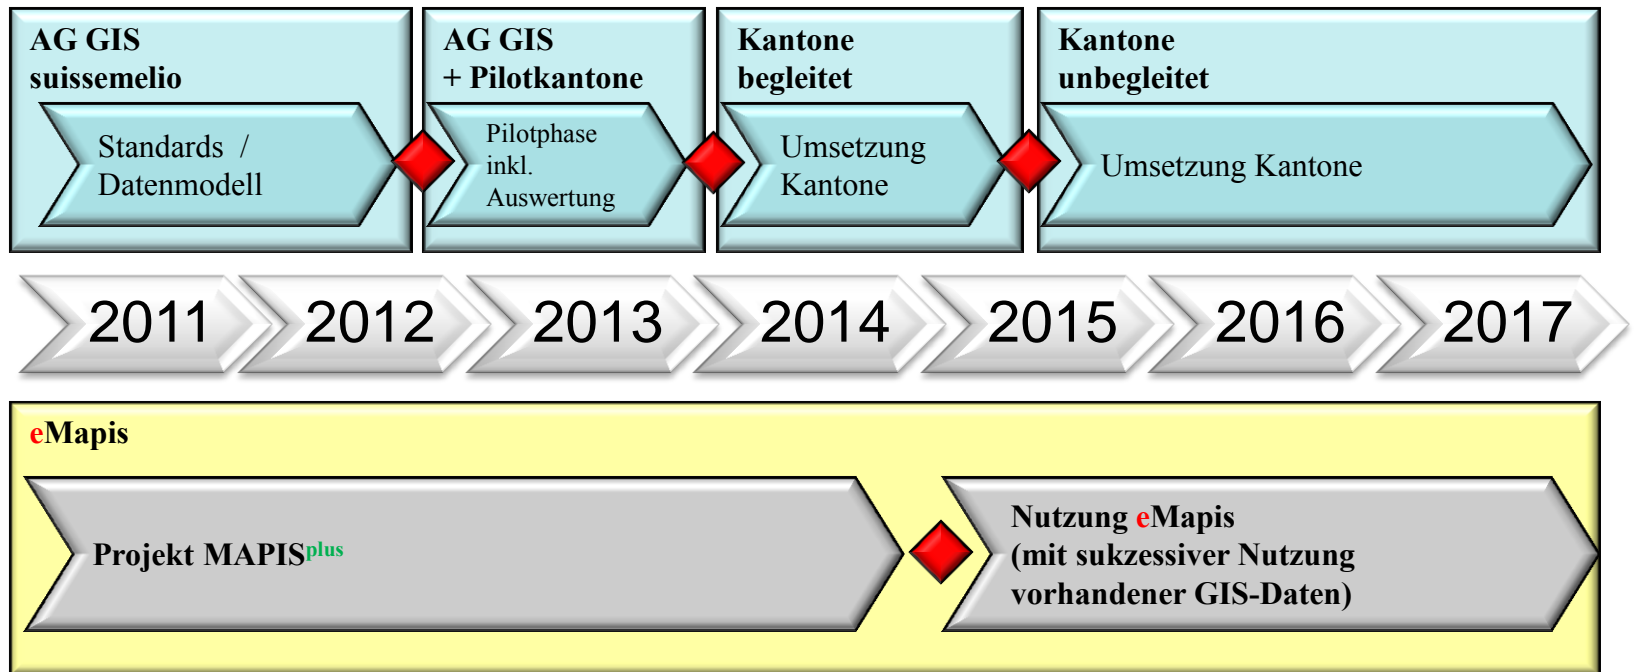 AG GIS
suissemelio
Standards /
Datenmodell
AG GIS
+ Pilotkantone
Pilotphase
inkl.
Auswertung
Kantone
begleitet
Umsetzung
Kantone
Kantone
unbegleitet
Umsetzung Kantone
2011
2012
2013
2014
2015
2016
2017
eMapis
Projekt MAPISplus
Nutzung eMapis
(mit sukzessiver Nutzung
vorhandener GIS-Daten)